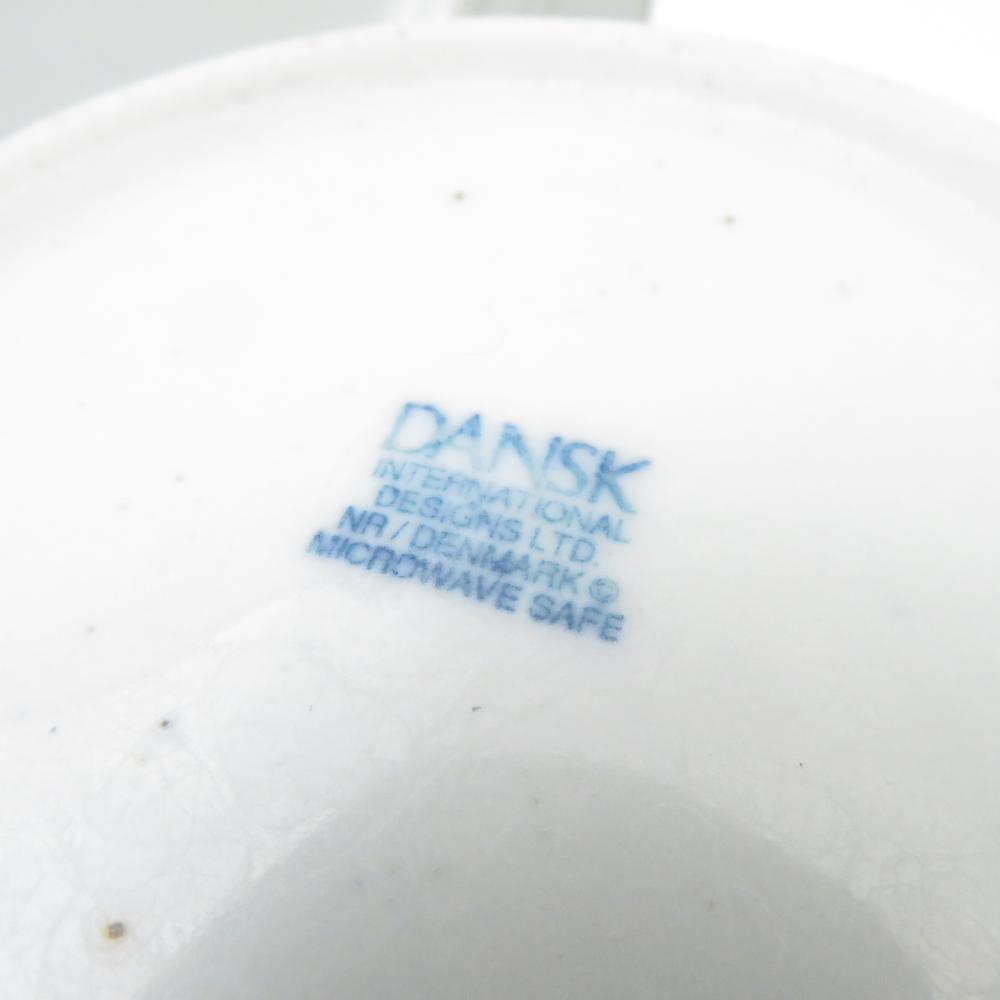 DANSK
INTERNATIONAL
DESIGNS LTD.
NR / DENMARK ©
MICROWAVE SAFE